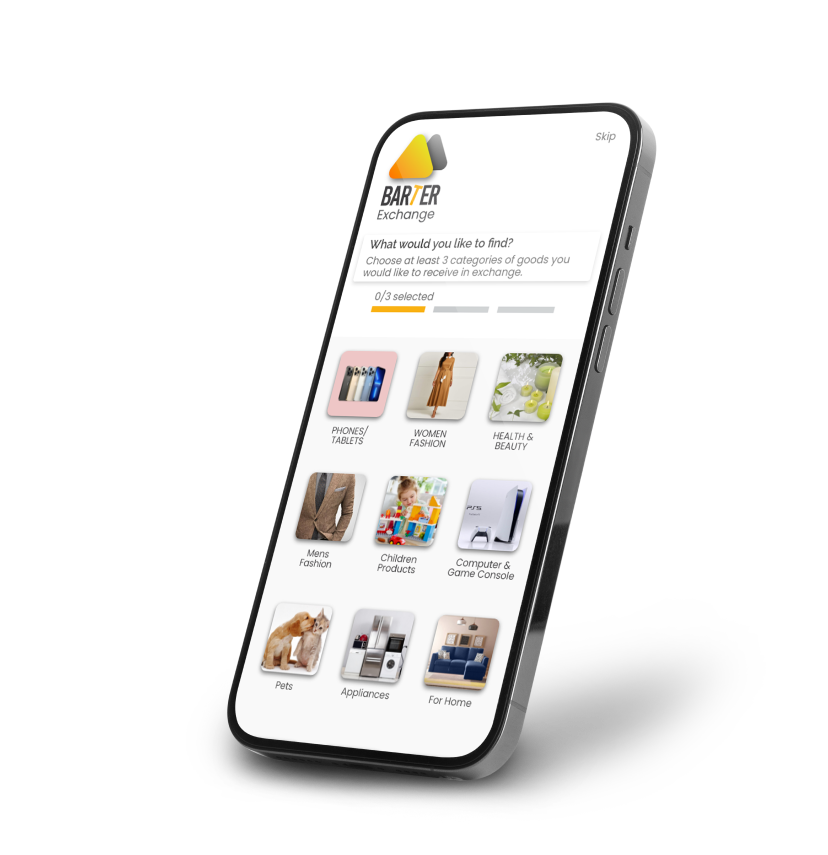 Skip
BARTER
Exchange
What would you like to find?
Choose at least 3 categories of goods you
would like to receive in exchange.
0/3 selected
PHONES/
TABLETS
WOMEN
FASHION
HEALTH &
BEAUTY
PS5
Mens
Fashion
Children
Products
Computer &
Game Console
Pets
Appliances
For Home